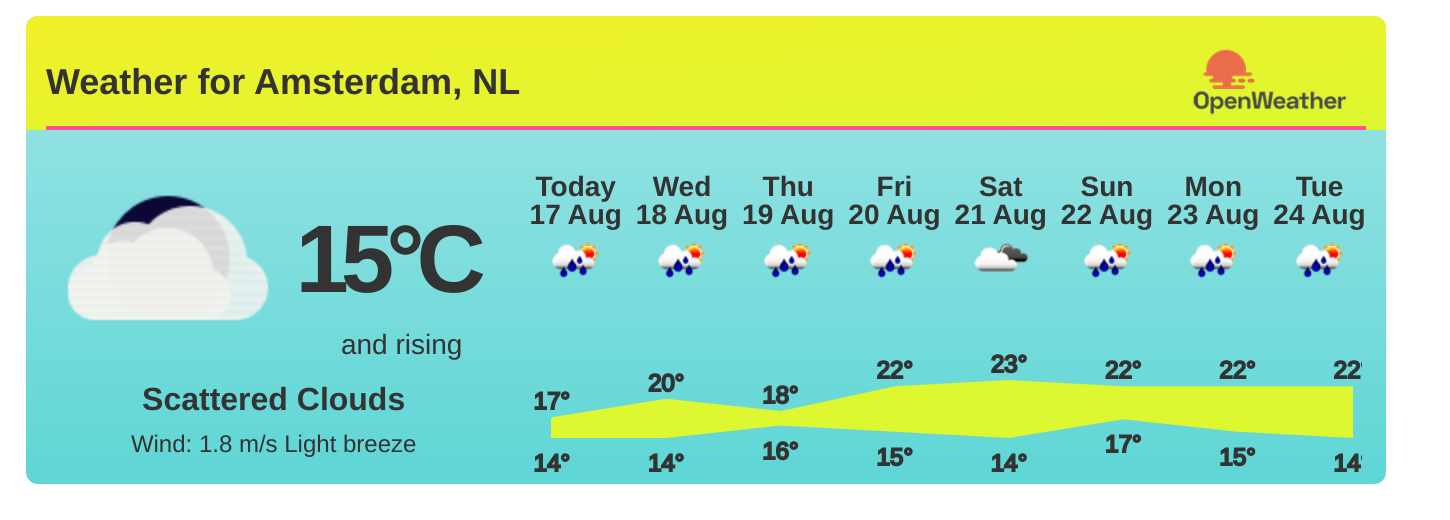 Weather for Amsterdam, NL
OpenWeather
Today Wed Thu Fri Sat Sun Mon Tue
17 Aug 18 Aug 19 Aug 20 Aug 21 Aug 22 Aug 23 Aug 24 Aug
15°C
and rising
Scattered Clouds
Wind: 1.8 m/s Light breeze
17° 20° 18° 22° 23° 22° 22° 22°
14° 14° 16° 15° 14° 17° 15° 14°